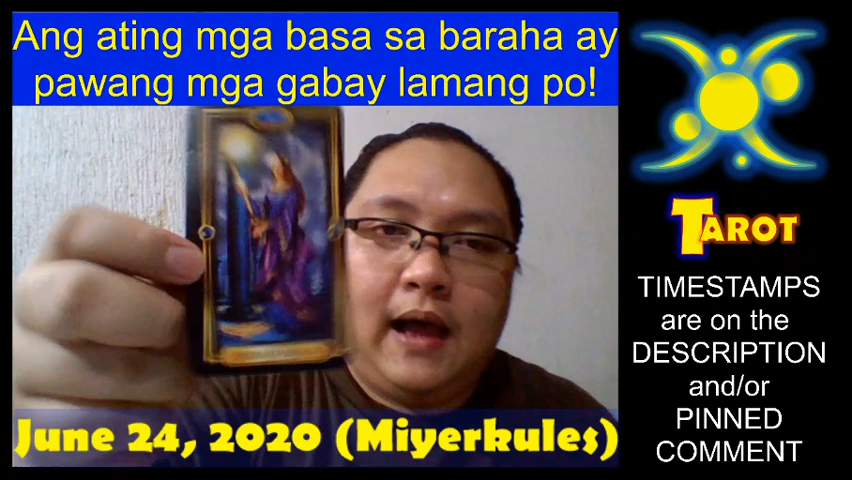 Ang ating mga basa sa baraha ay
pawang mga gabay lamang po!
TAROT
TIMESTAMPS
are on the
DESCRIPTION
and/or
PINNED
COMMENT
June 24, 2020 (Miyerkules)